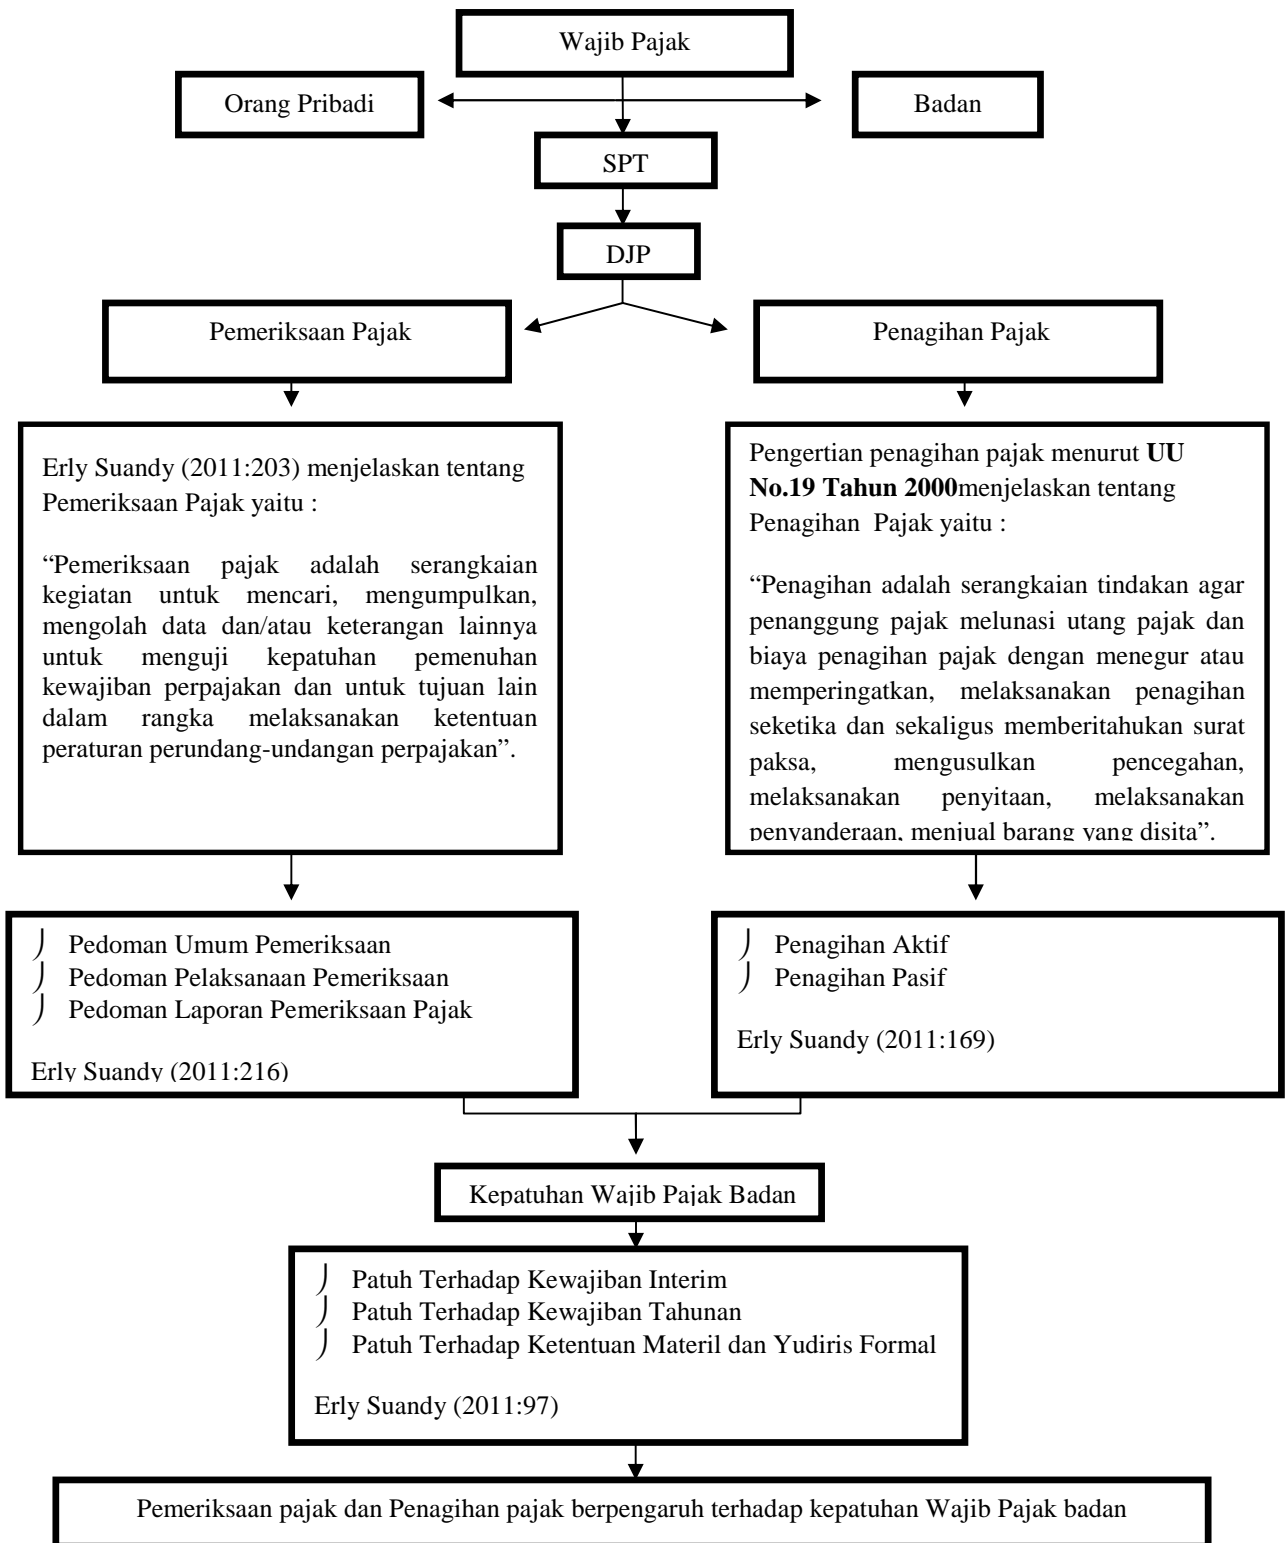 Wajib Pajak
Orang Pribadi
Badan
SPT
DJP
Pemeriksaan Pajak
Penagihan Pajak
Erly Suandy (2011:203) menjelaskan tentang
Pemeriksaan Pajak yaitu :
“Pemeriksaan pajak adalah serangkaian
kegiatan untuk mencari, mengumpulkan,
mengolah data dan/atau keterangan lainnya
untuk menguji kepatuhan pemenuhan
kewajiban perpajakan dan untuk tujuan lain
dalam rangka melaksanakan ketentuan
peraturan perundang-undangan perpajakan”.
Pengertian penagihan pajak menurut UU
No.19 Tahun 2000menjelaskan tentang
Penagihan Pajak yaitu :
“Penagihan adalah serangkaian tindakan agar
penanggung pajak melunasi utang pajak dan
biaya penagihan pajak dengan menegur atau
memperingatkan, melaksanakan penagihan
seketika dan sekaligus memberitahukan surat
paksa, mengusulkan pencegahan,
melaksanakan penyitaan, melaksanakan
penyanderaan, menjual barang yang disita”.
Pedoman Umum Pemeriksaan
Pedoman Pelaksanaan Pemeriksaan
Pedoman Laporan Pemeriksaan Pajak
Erly Suandy (2011:216)
Penagihan Aktif
Penagihan Pasif
Erly Suandy (2011:169)
Kepatuhan Wajib Pajak Badan
Patuh Terhadap Kewajiban Interim
Patuh Terhadap Kewajiban Tahunan
Patuh Terhadap Ketentuan Materil dan Yudiris Formal
Erly Suandy (2011:97)
Pemeriksaan pajak dan Penagihan pajak berpengaruh terhadap kepatuhan Wajib Pajak badan